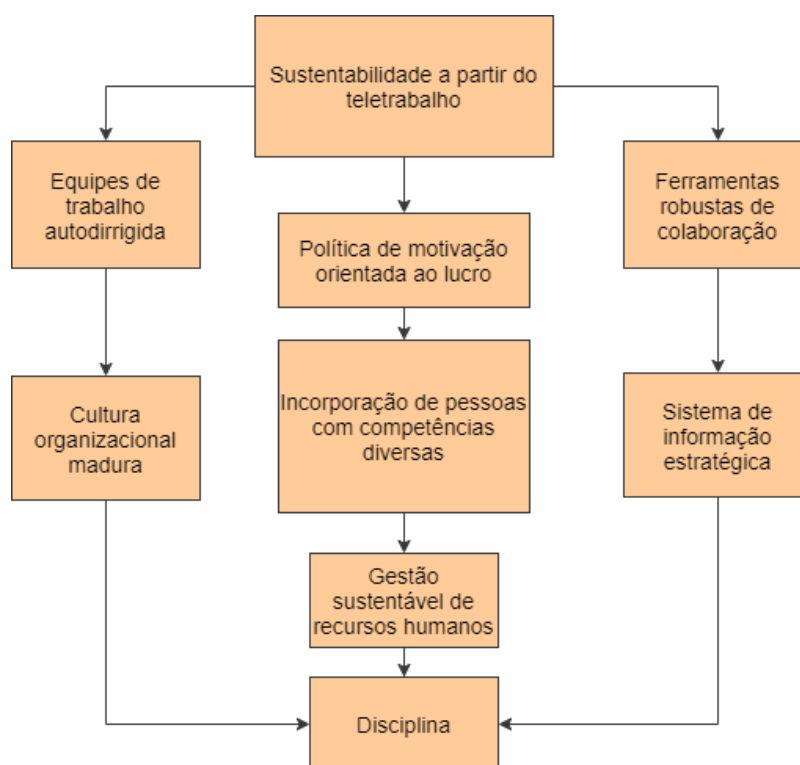 Sustentabilidade a partir do
teletrabalho
Equipes de
trabalho
autodirrigida
Política de motivação
orientada ao lucro
Ferramentas
robustas de
colaboração
Incorporação de pessoas
com competências
diversas
Cultura
organizacional
madura
Sistema de
informação
estratégica
Gestão
sustentável de
recursos humanos
Disciplina